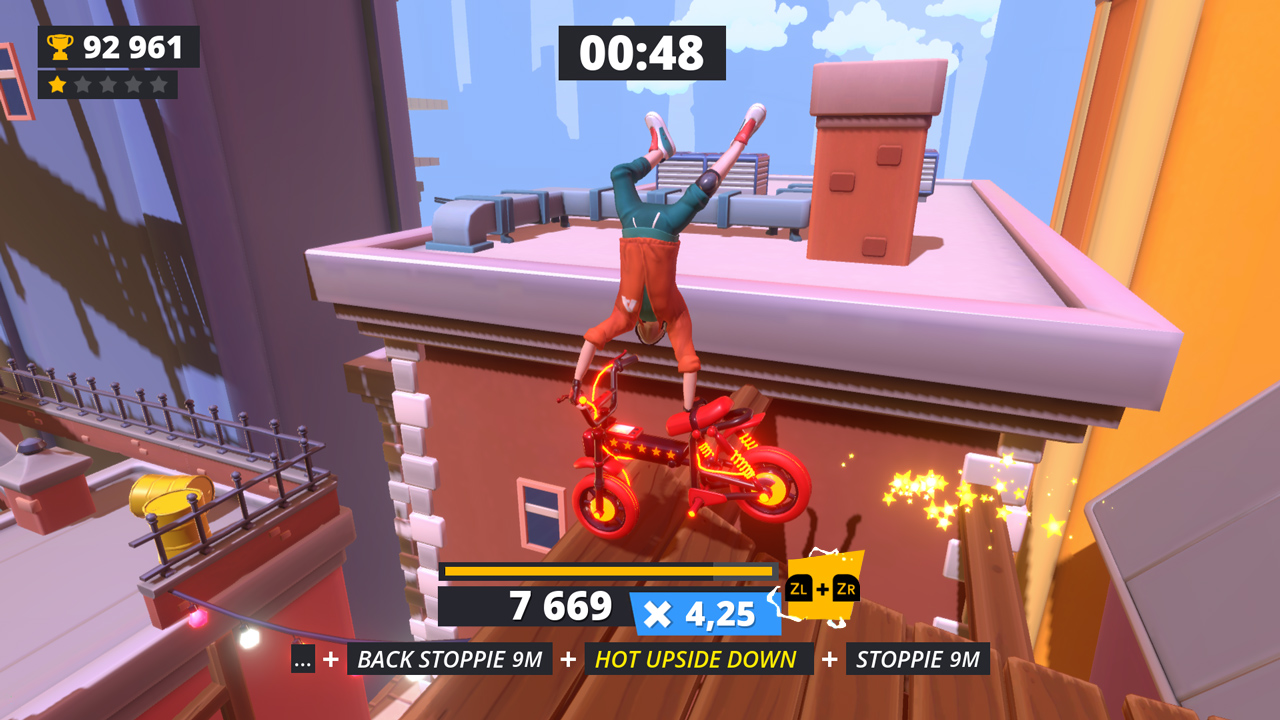 92 961
00:48
7 669 × 4,25 ZL + ZR
... + BACK STOPPIE 9M + HOT UPSIDE DOWN + STOPPIE 9M